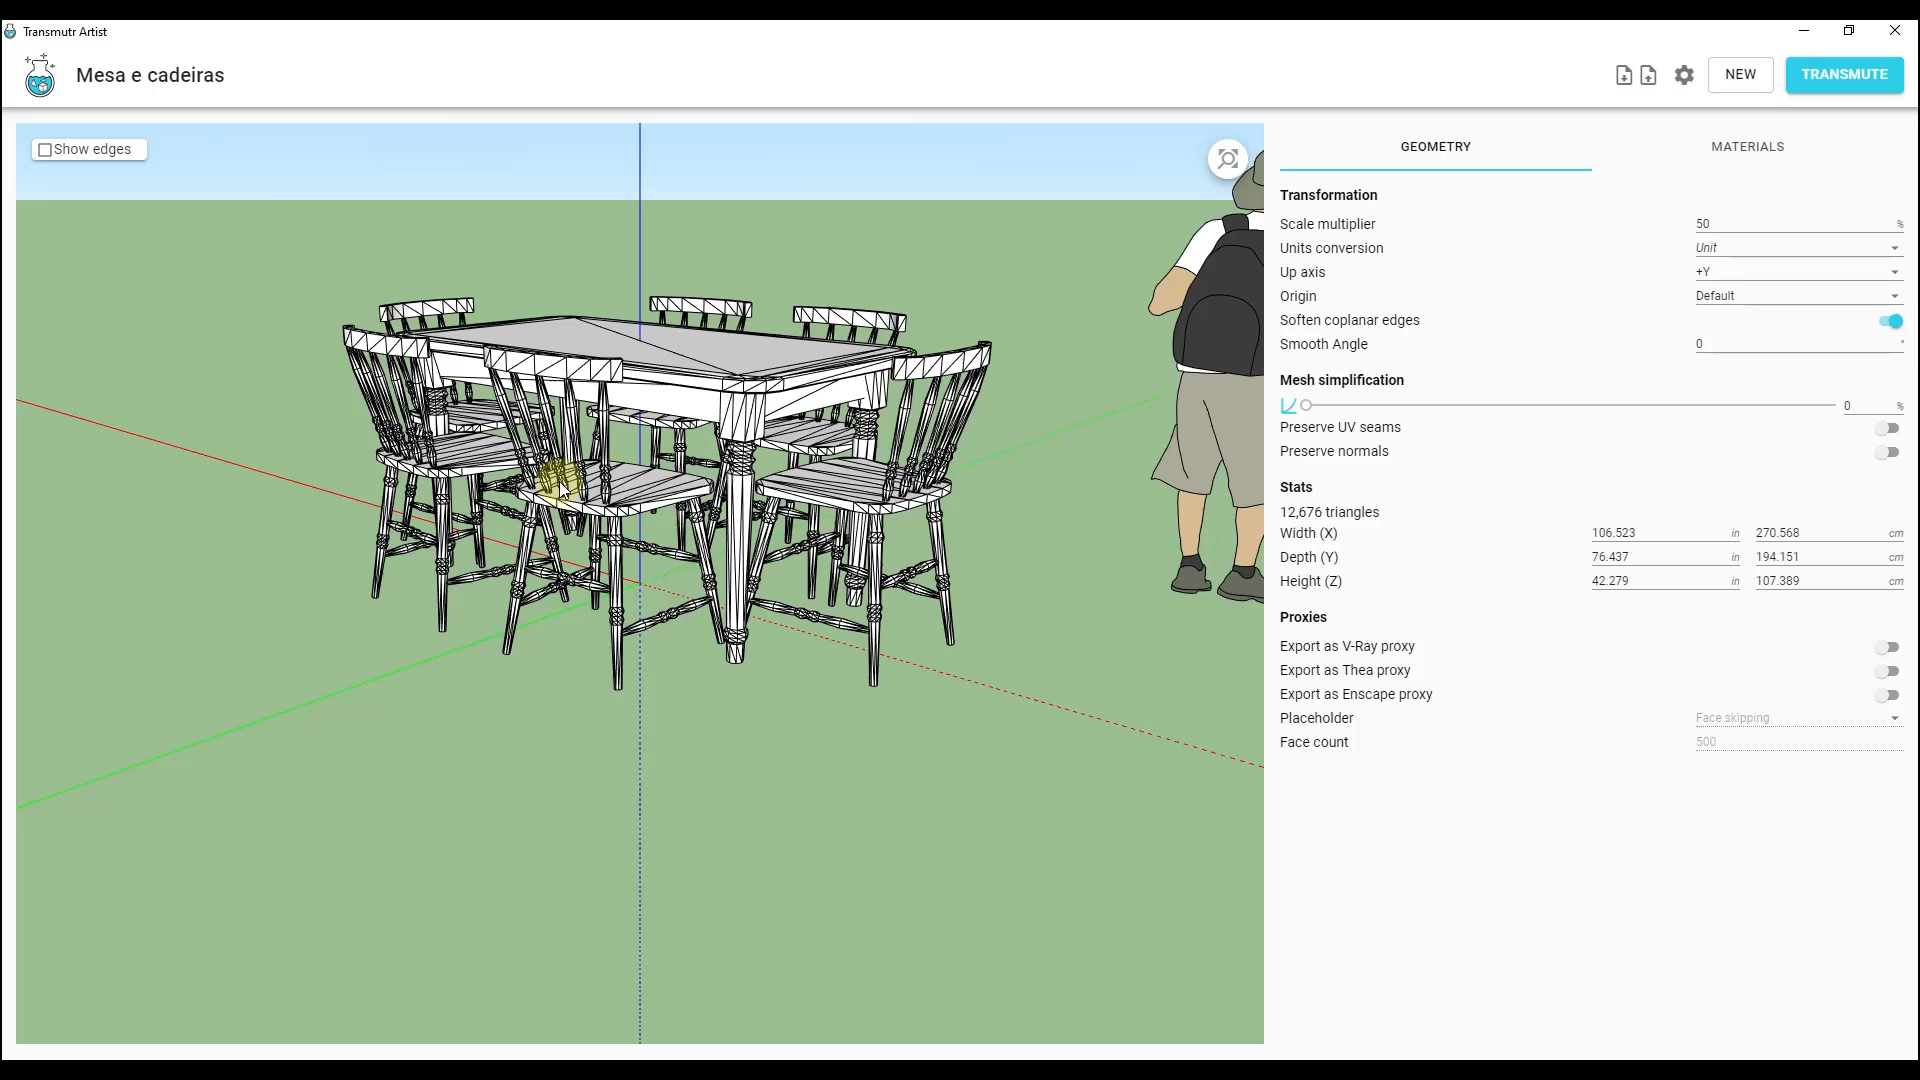 Transmutr Artist
Mesa e cadeiras
NEW
TRANSMUTE
Show edges
GEOMETRY
MATERIALS
Transformation
Scale multiplier 50 %
Units conversion Unit
Up axis +Y
Origin Default
Soften coplanar edges
Smooth Angle 0 °
Mesh simplification
0 %
Preserve UV seams
Preserve normals
Stats
12,676 triangles
Width (X) 106.523 in 270.568 cm
Depth (Y) 76.437 in 194.151 cm
Height (Z) 42.279 in 107.389 cm
Proxies
Export as V-Ray proxy
Export as Thea proxy
Export as Enscape proxy
Placeholder Face skipping
Face count 500